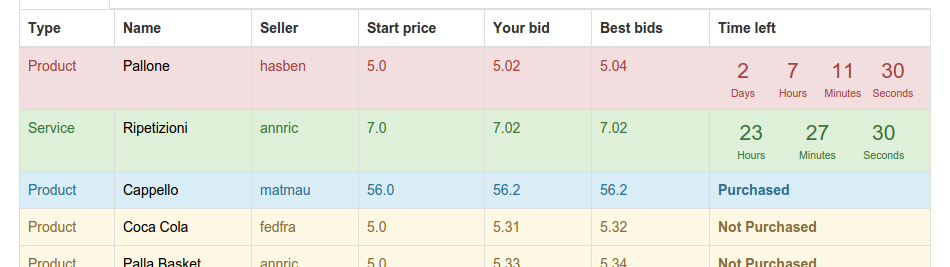 Type Name Seller Start price Your bid Best bids Time left
Product Pallone hasben 5.0 5.02 5.04 2 7 11 30
Days Hours Minutes Seconds
Service Ripetizioni annric 7.0 7.02 7.02 23 27 30
Hours Minutes Seconds
Product Cappello matmau 56.0 56.2 56.2 Purchased
Product Coca Cola fedfra 5.0 5.31 5.32 Not Purchased
Product Palla Basket annric 5.0 5.33 5.34 Not Purchased